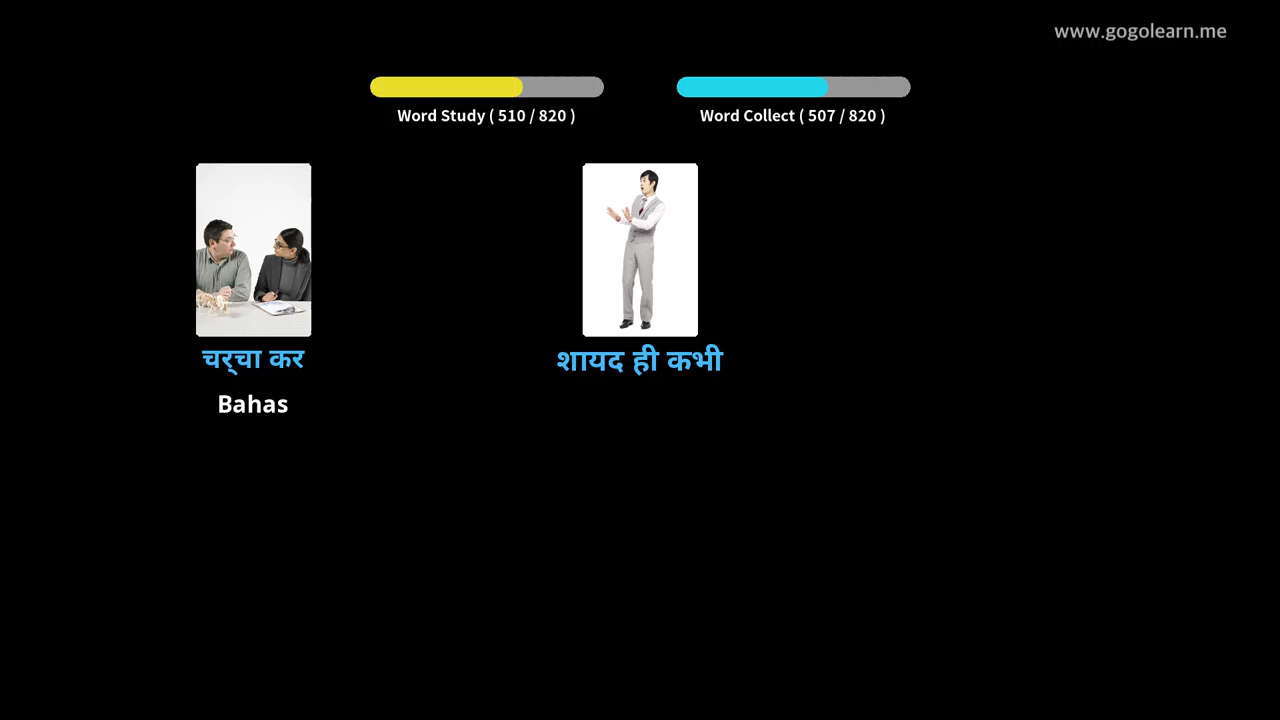 www.gogolearn.me
Word Study ( 510 / 820 )
Word Collect ( 507 / 820 )
चर्‌चा कर
शायद ही कभी
Bahas